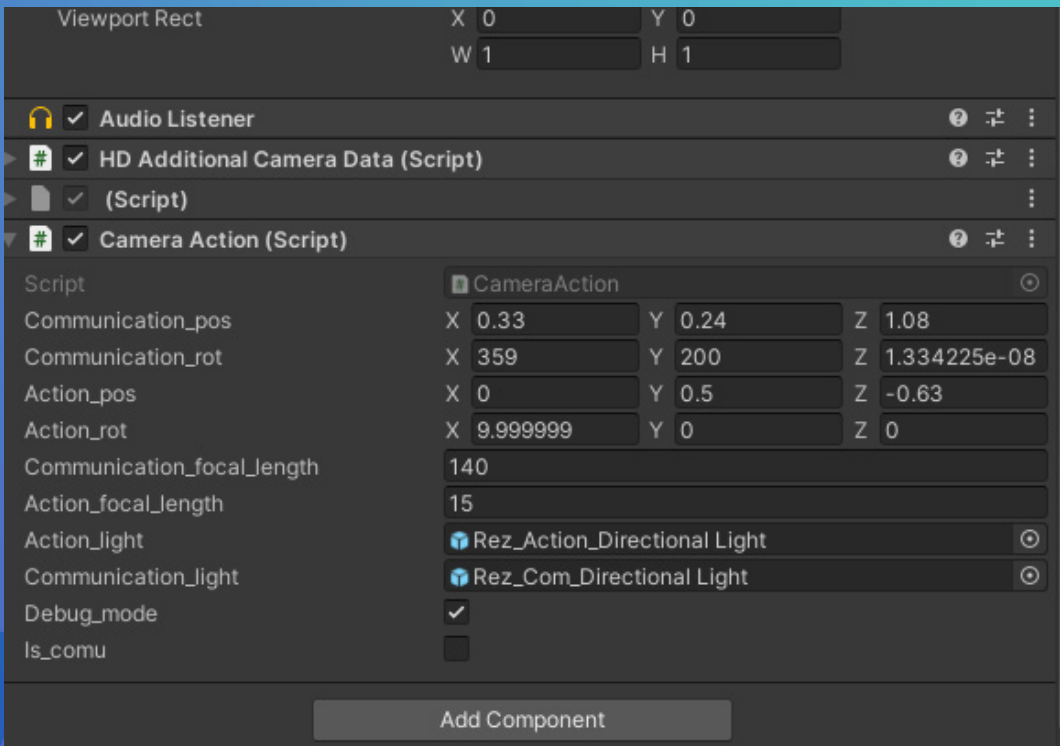 Viewport Rect X 0 Y 0
W 1 H 1
Audio Listener
HD Additional Camera Data (Script)
(Script)
Camera Action (Script)
Script CameraAction
Communication_pos X 0.33 Y 0.24 Z 1.08
Communication_rot X 359 Y 200 Z 1.334225e-08
Action_pos X 0 Y 0.5 Z -0.63
Action_rot X 9.999999 Y 0 Z 0
Communication_focal_length 140
Action_focal_length 15
Action_light Rez_Action_Directional Light
Communication_light Rez_Com_Directional Light
Debug_mode
Is_comu
Add Component